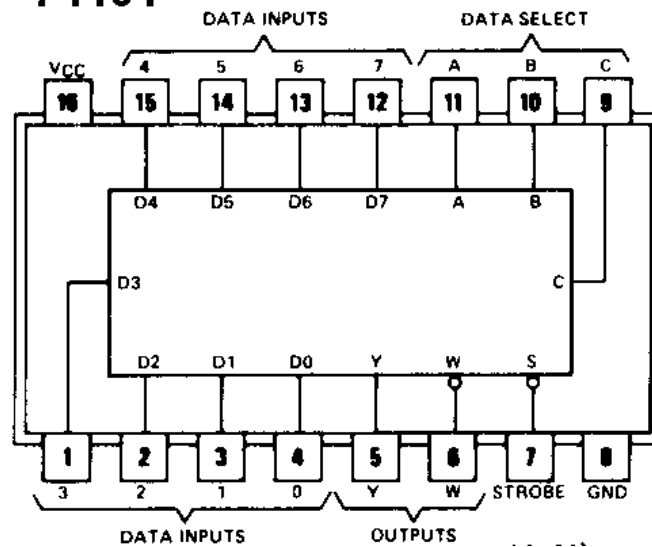 DATA INPUTS DATA SELECT
VCC 4 5 6 7 A B C
16 15 14 13 12 11 10 9
D4 D5 D6 D7 A B
D3 C
D2 D1 D0 Y W S
1 2 3 4 5 6 7 8
3 2 1 0 Y W STROBE GND
DATA INPUTS OUTPUTS